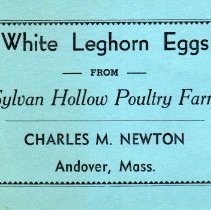 White Leghorn Eggs
FROM
Sylvan Hollow Poultry Farm
CHARLES M. NEWTON
Andover, Mass.